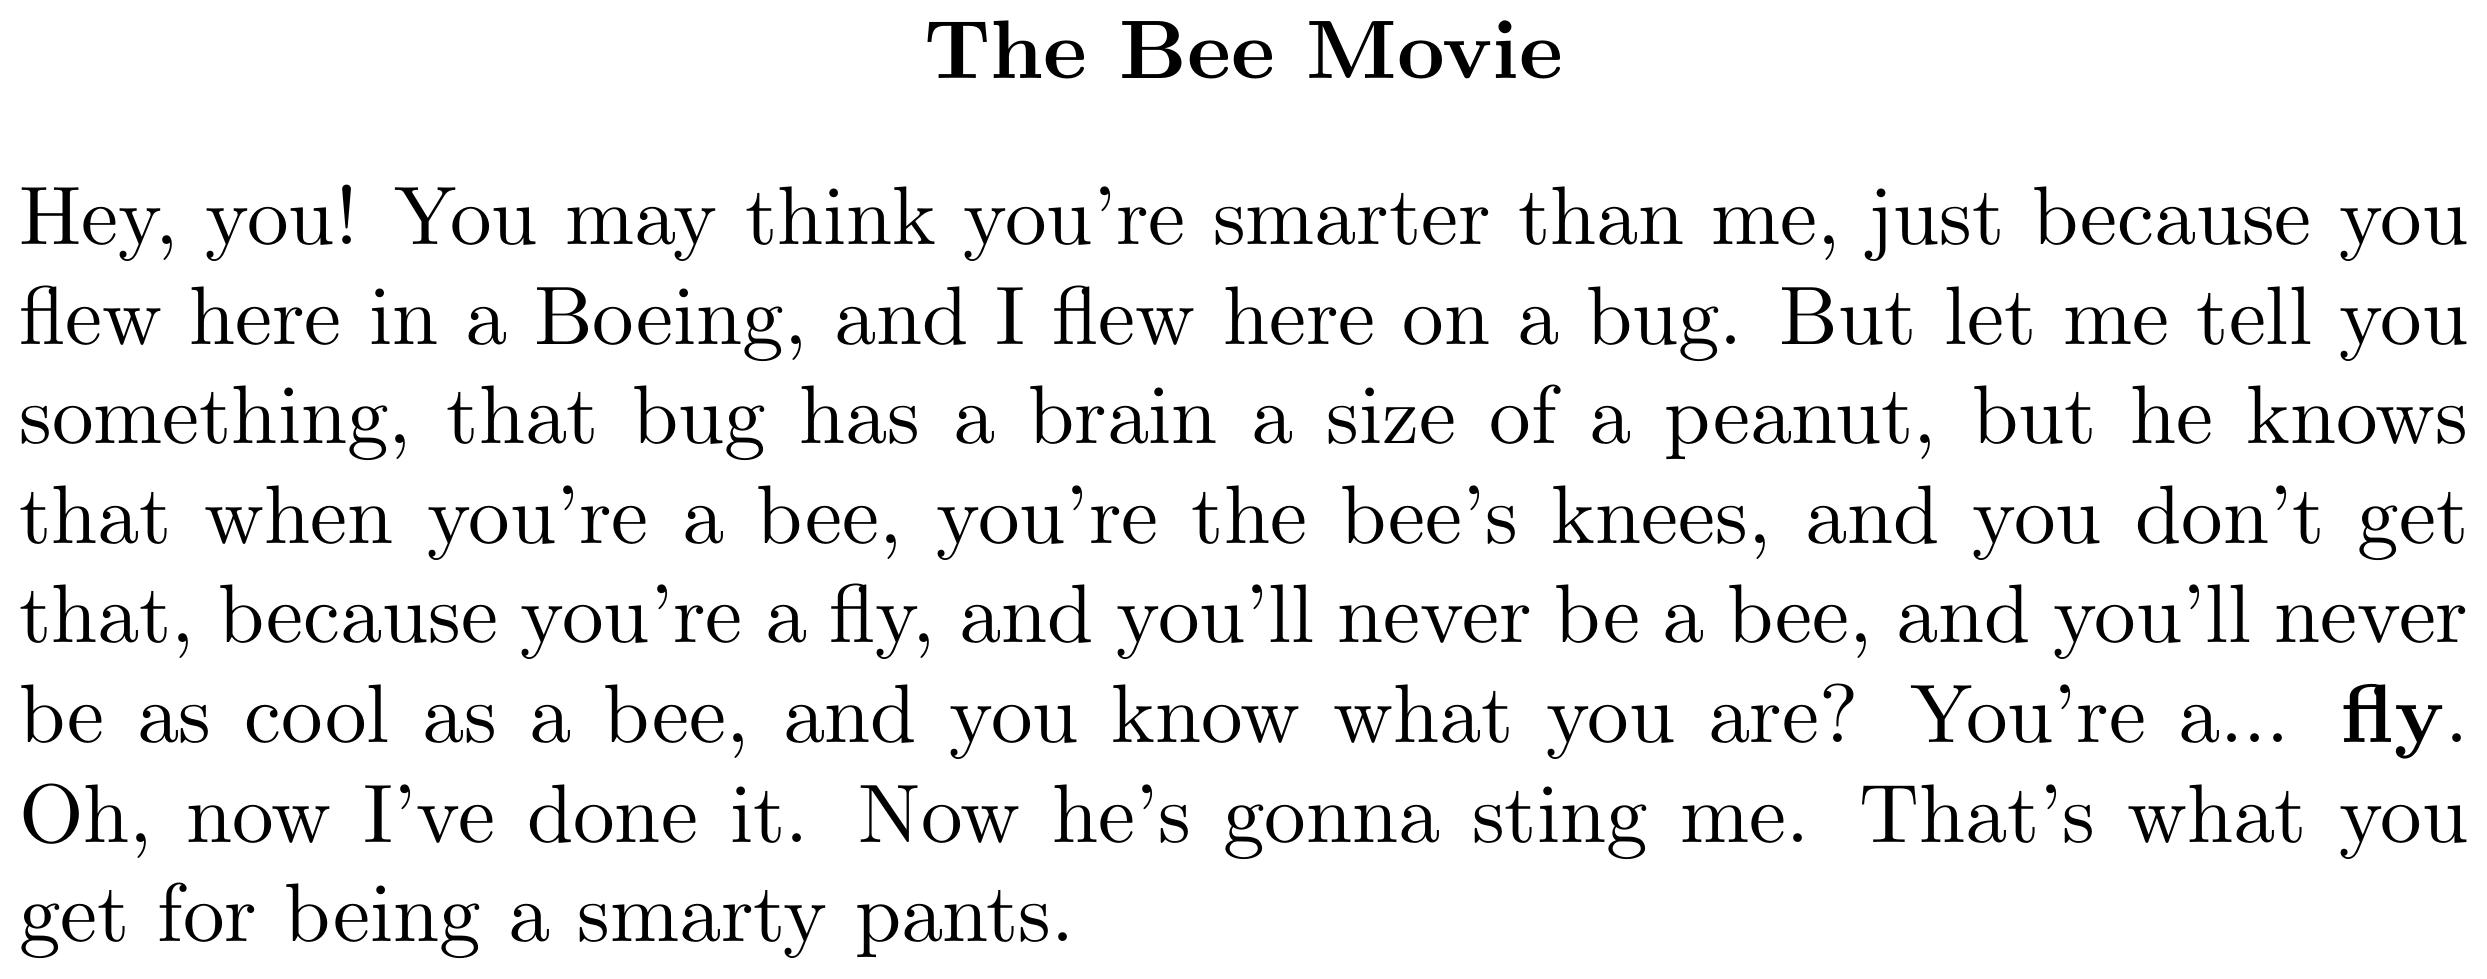 The Bee Movie
Hey, you! You may think you're smarter than me, just because you
flew here in a Boeing, and I flew here on a bug. But let me tell you
something, that bug has a brain a size of a peanut, but he knows
that when you're a bee, you're the bee's knees, and you don't get
that, because you're a fly, and you'll never be a bee, and you'll never
be as cool as a bee, and you know what you are? You're a... fly.
Oh, now I've done it. Now he's gonna sting me. That's what you
get for being a smarty pants.